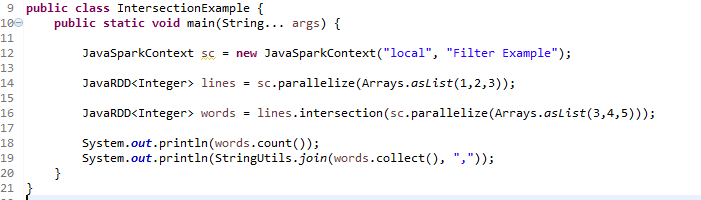 9 public class IntersectionExample {
10 public static void main(String... args) {
11
12 JavaSparkContext sc = new JavaSparkContext("local", "Filter Example");
13
14 JavaRDD<Integer> lines = sc.parallelize(Arrays.asList(1,2,3));
15
16 JavaRDD<Integer> words = lines.intersection(sc.parallelize(Arrays.asList(3,4,5)));
17
18 System.out.println(words.count());
19 System.out.println(StringUtils.join(words.collect(), ","));
20 }
21 }